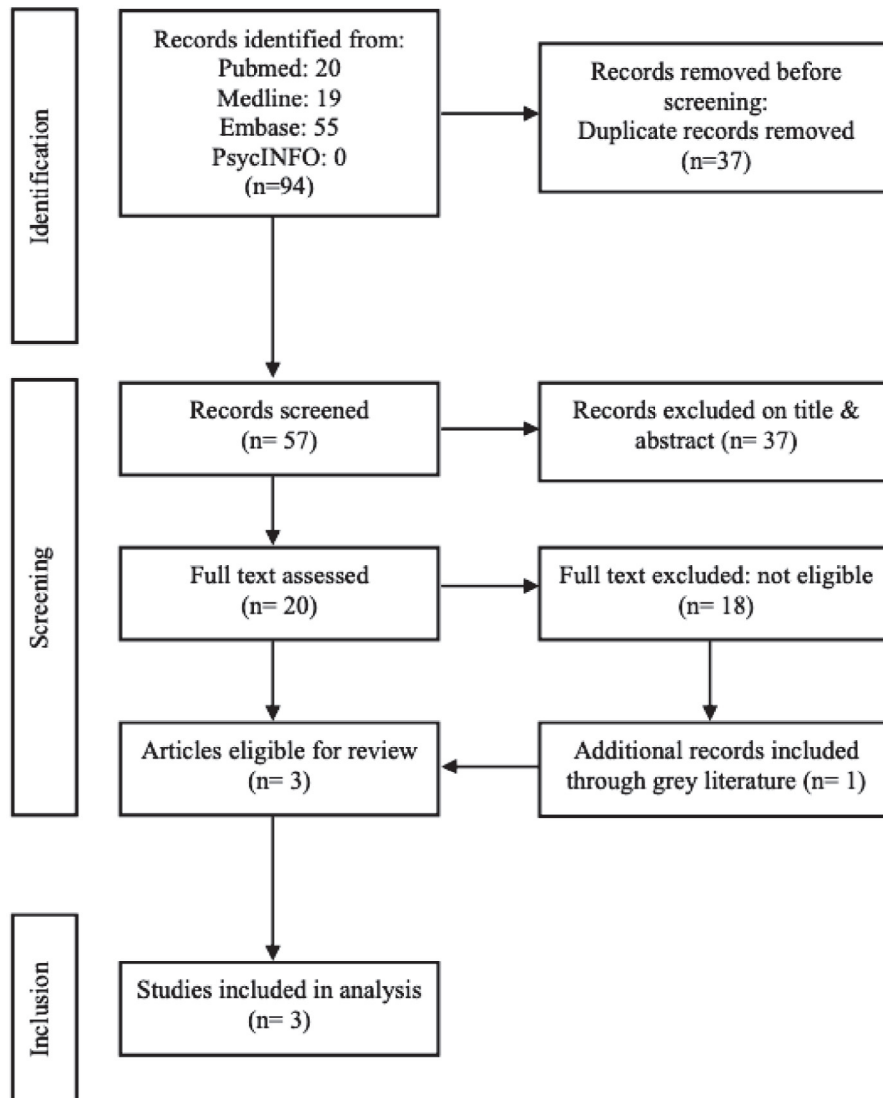 Identification
Records identified from:
Pubmed: 20
Medline: 19
Embase: 55
PsycINFO: 0
(n=94)
Records removed before
screening:
Duplicate records removed
(n=37)
Screening
Records screened
(n= 57)
Records excluded on title &
abstract (n= 37)
Full text assessed
(n= 20)
Full text excluded: not eligible
(n= 18)
Articles eligible for review
(n= 3)
Additional records included
through grey literature (n= 1)
Inclusion
Studies included in analysis
(n= 3)